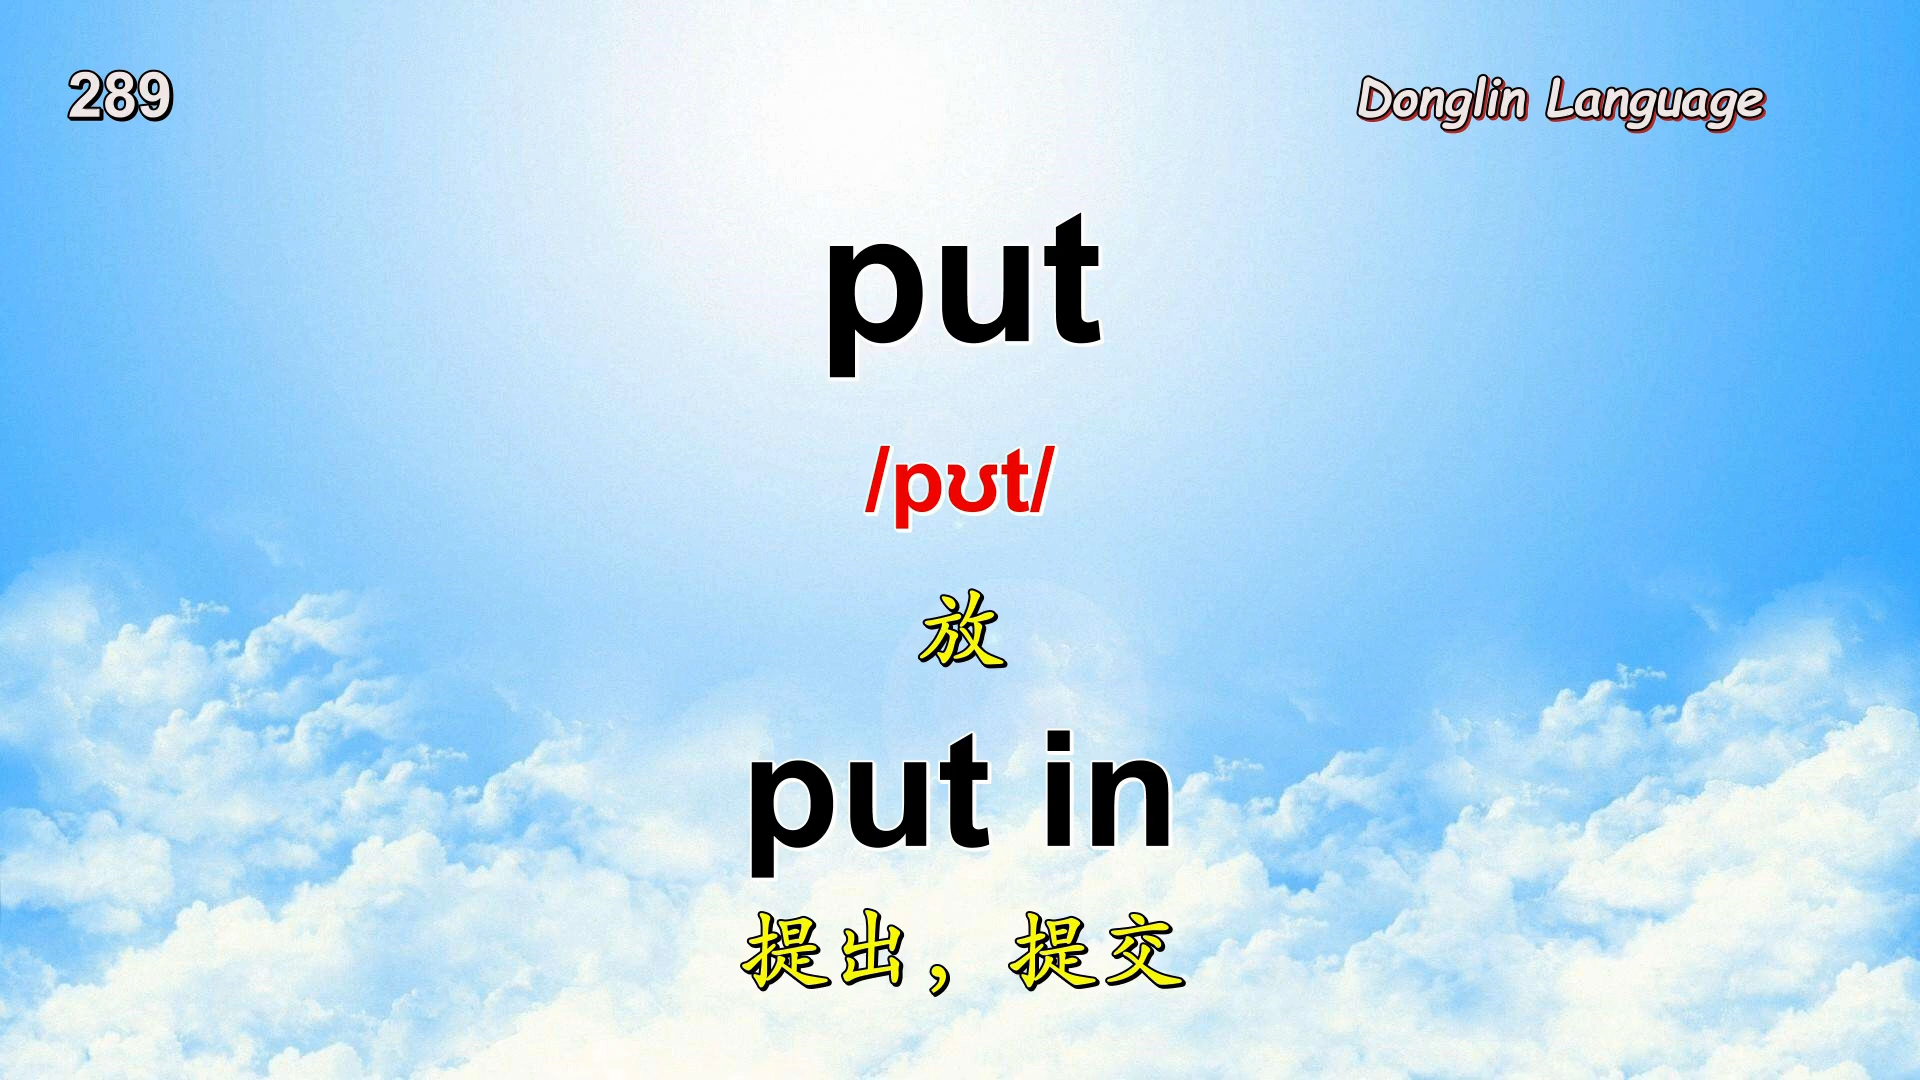 289
Donglin Language
put
/pʊt/
放
put in
提出，提交